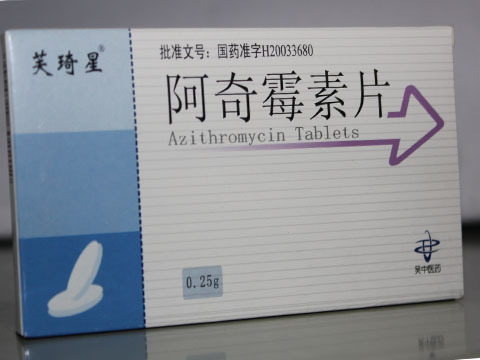 芙琦星®
批准文号：国药准字H20033680
阿奇霉素片
Azithromycin Tablets
0.25g
吴中医药